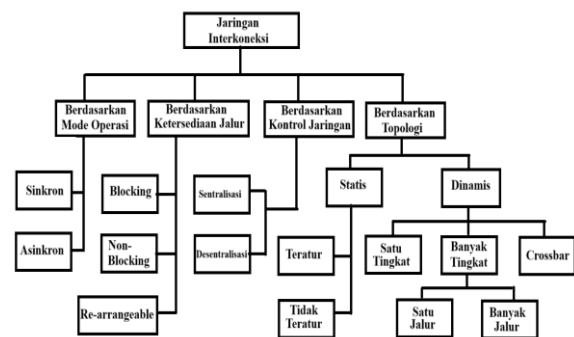 Jaringan
Interkoneksi
Berdasarkan
Mode Operasi
Berdasarkan
Ketersediaan Jalur
Berdasarkan
Kontrol Jaringan
Berdasarkan
Topologi
Sinkron
Asinkron
Blocking
Non-
Blocking
Re-arrangeable
Sentralisasi
Desentralisasi
Statis
Dinamis
Teratur
Tidak
Teratur
Satu
Tingkat
Banyak
Tingkat
Crossbar
Satu
Jalur
Banyak
Jalur